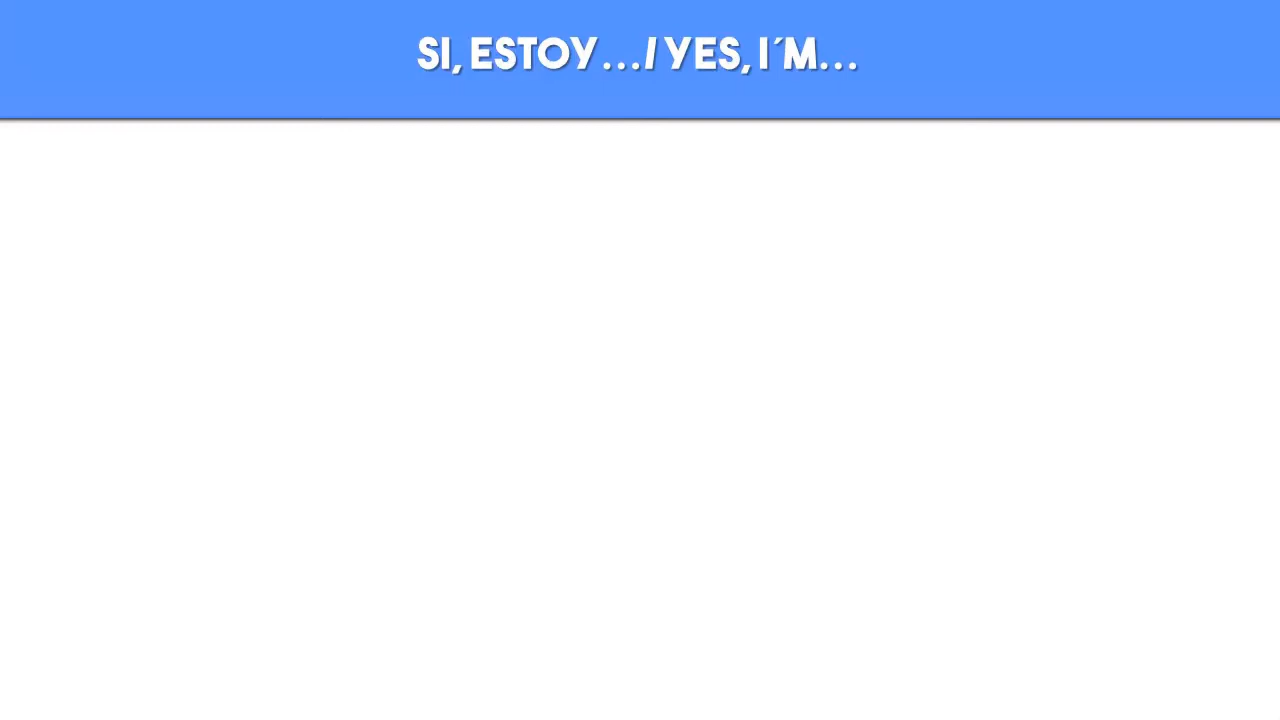 SI, ESTOY ...I YES, I´M...